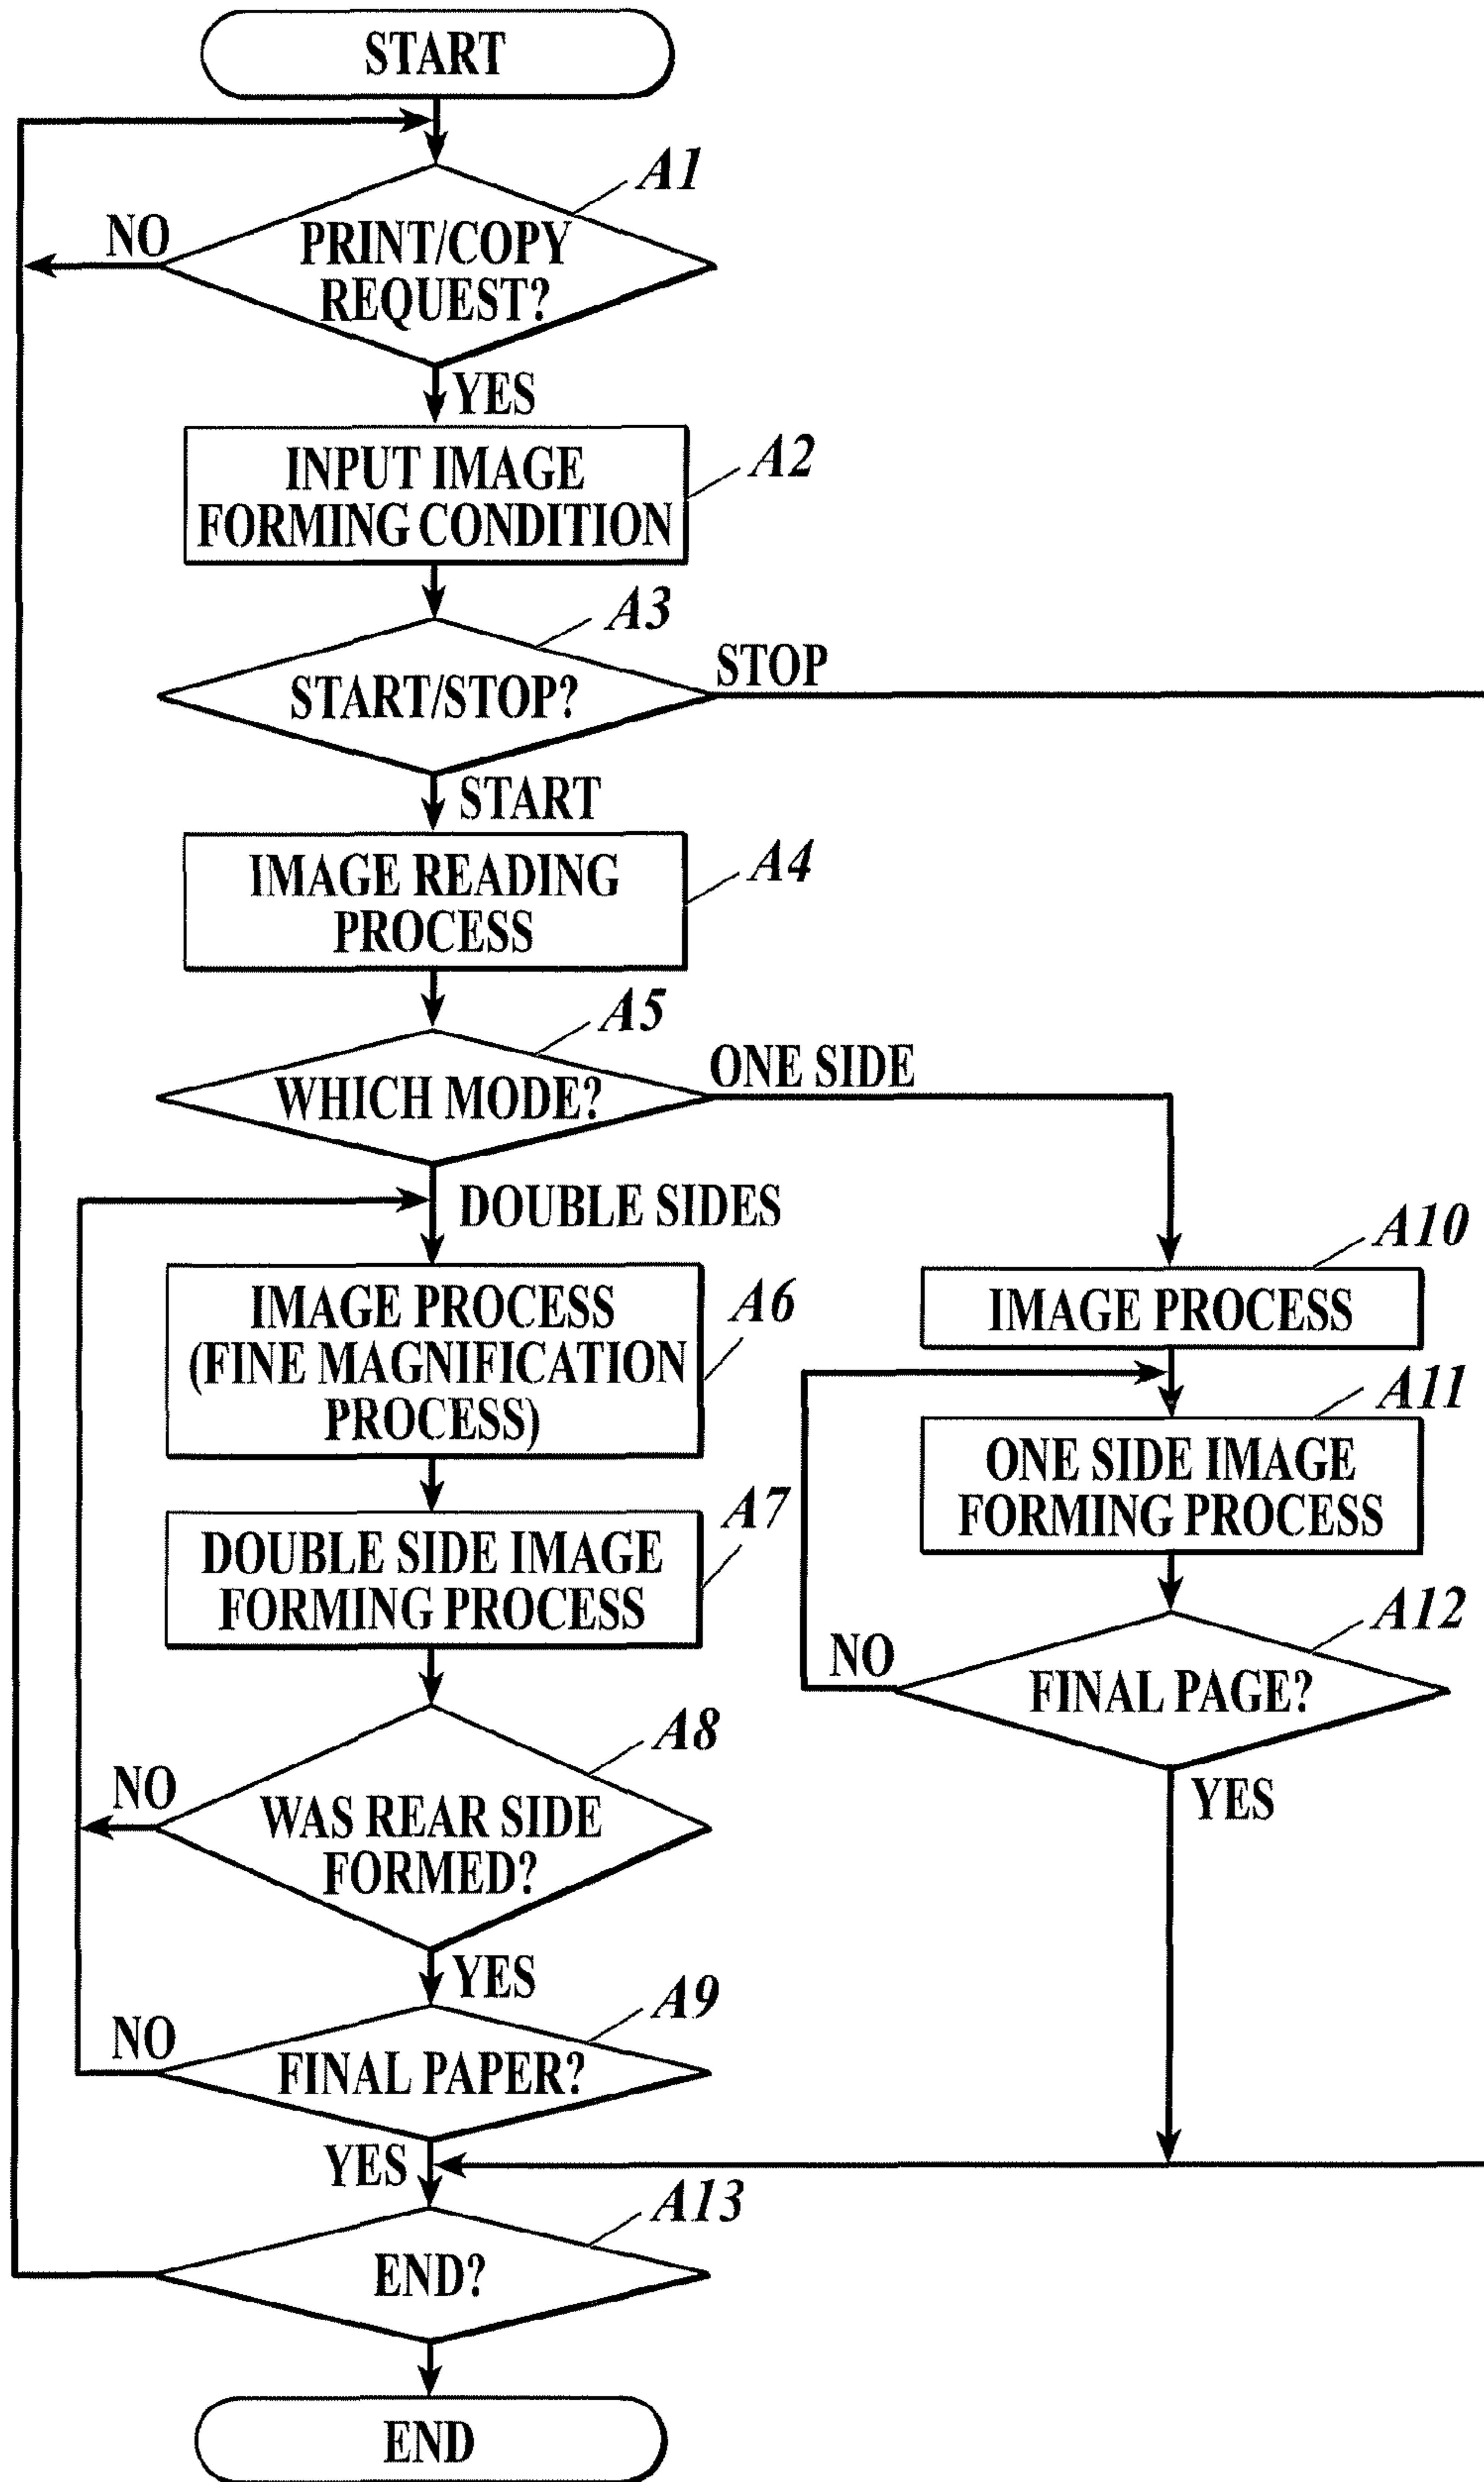 START
A1
NO
PRINT/COPY
REQUEST?
YES
INPUT IMAGE
FORMING CONDITION
A2
A3
START/STOP?
STOP
START
IMAGE READING
PROCESS
A4
A5
WHICH MODE?
ONE SIDE
DOUBLE SIDES
IMAGE PROCESS
(FINE MAGNIFICATION
PROCESS)
A6
DOUBLE SIDE IMAGE
FORMING PROCESS
A7
A8
NO
WAS REAR SIDE
FORMED?
YES
A9
NO
FINAL PAPER?
YES
A10
IMAGE PROCESS
A11
ONE SIDE IMAGE
FORMING PROCESS
A12
NO
FINAL PAGE?
YES
A13
END?
END